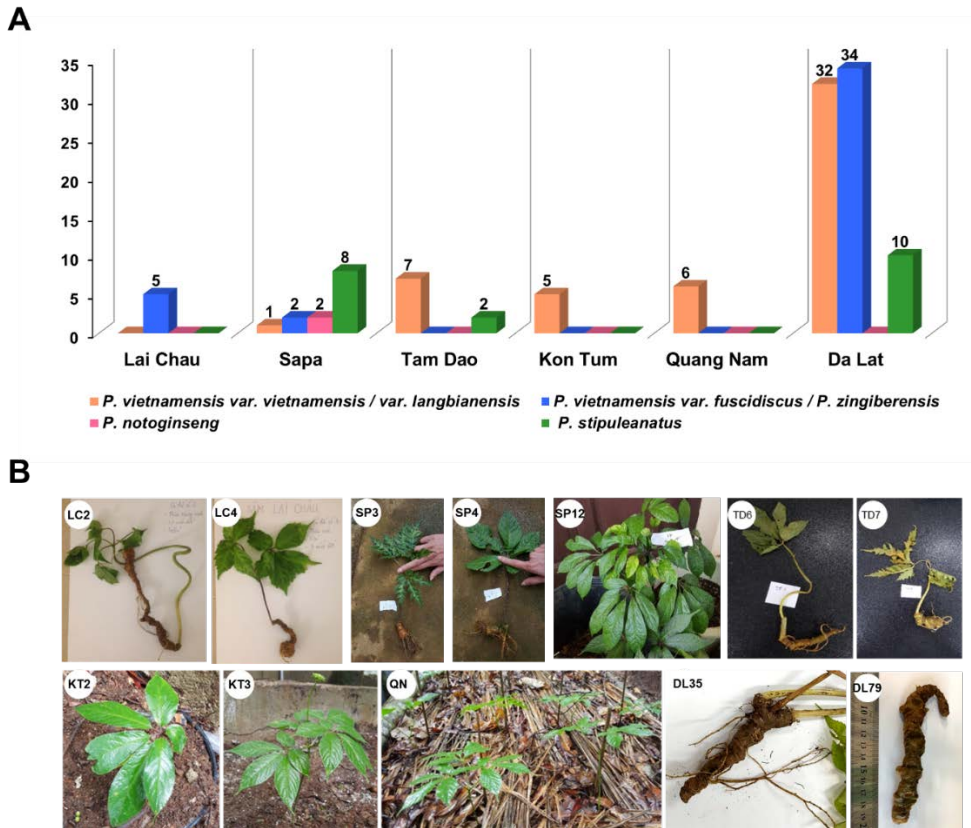 A
35
30
25
20
15
10
5
0
5
1
2
2
8
7
2
5
6
32
34
10
Lai Chau
Sapa
Tam Dao
Kon Tum
Quang Nam
Da Lat
P. vietnamensis var. vietnamensis / var. langbianensis
P. vietnamensis var. fuscidiscus / P. zingiberensis
P. notoginseng
P. stipuleanatus
B
LC2
LC4
SP3
SP4
SP12
TD6
TD7
KT2
KT3
QN
DL35
DL79